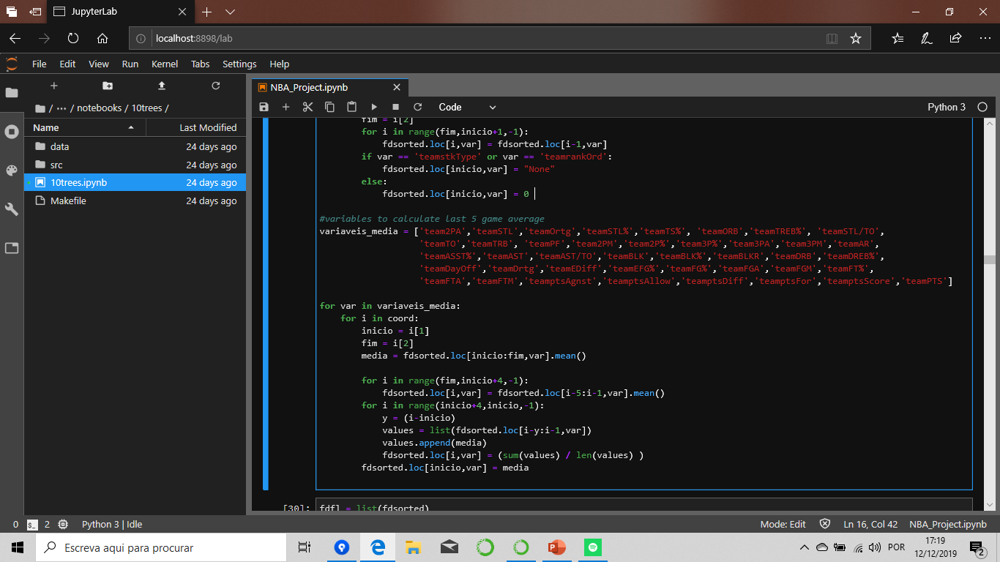 JupyterLab
localhost:8898/lab
File Edit View Run Kernel Tabs Settings Help
NBA_Project.ipynb
/ ··· / notebooks / 10trees /
Code
Python 3
Name Last Modified
data 24 days ago
src 24 days ago
10trees.ipynb 24 days ago
Makefile 24 days ago
fim = i[2]
for i in range(fim,inicio+1,-1):
fdsorted.loc[i,var] = fdsorted.loc[i-1,var]
if var == 'teamstkType' or var == 'teamrankOrd':
fdsorted.loc[inicio,var] = "None"
else:
fdsorted.loc[inicio,var] = 0
#variables to calculate last 5 game average
variaveis_media = ['team2PA','teamSTL','teamOrtg','teamSTL%','teamTS%', 'teamORB','teamTREB%', 'teamSTL/TO',
'teamTO','teamTRB', 'teamPF','team2PM','team2P%','team3P%','team3PA','team3PM','teamAR',
'teamASST%','teamAST','teamAST/TO','teamBLK','teamBLK%','teamBLKR','teamDRB','teamDREB%',
'teamDayOff','teamDrtg','teamEDiff','teamEFG%','teamFG%','teamFGA','teamFGM','teamFT%',
'teamFTA','teamFTM','teamptsAgnst','teamptsAllow','teamptsDiff','teamptsFor','teamptsScore','teamPTS']
for var in variaveis_media:
for i in coord:
inicio = i[1]
fim = i[2]
media = fdsorted.loc[inicio:fim,var].mean()
for i in range(fim,inicio+4,-1):
fdsorted.loc[i,var] = fdsorted.loc[i-5:i-1,var].mean()
for i in range(inicio+4,inicio,-1):
y = (i-inicio)
values = list(fdsorted.loc[i-y:i-1,var])
values.append(media)
fdsorted.loc[i,var] = (sum(values) / len(values) )
fdsorted.loc[inicio,var] = media
[30]: fdf1 = list(fdsorted)
0 $_ 2 Python 3 | Idle
Mode: Edit Ln 16, Col 42 NBA_Project.ipynb
Escreva aqui para procurar
POR
17:19
12/12/2019
2